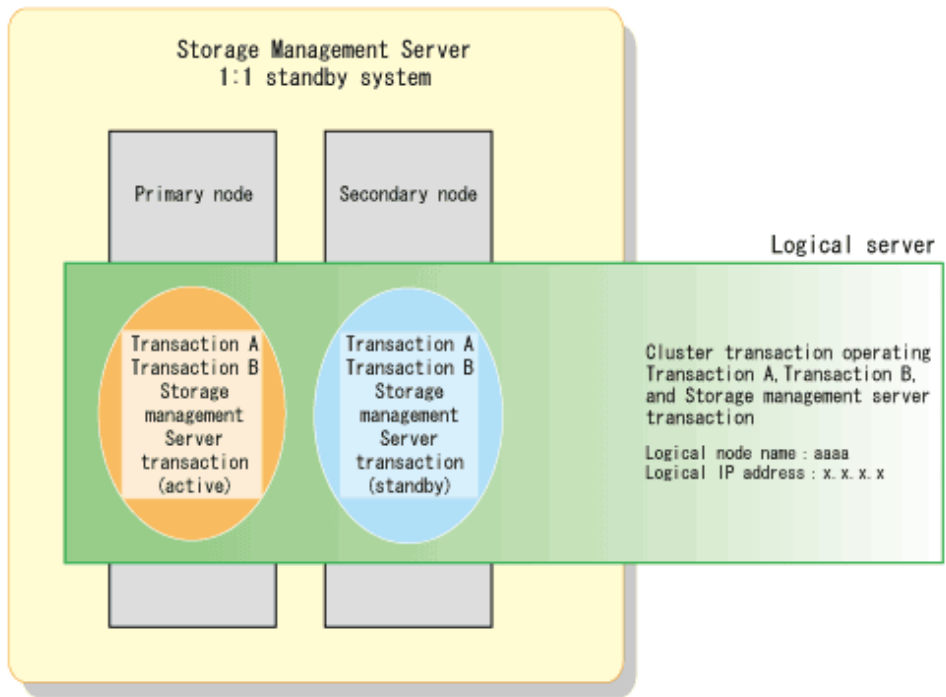 Storage Management Server
1:1 standby system
Primary node
Secondary node
Logical server
Transaction A
Transaction B
Storage
management
Server
transaction
(active)
Transaction A
Transaction B
Storage
management
Server
transaction
(standby)
Cluster transaction operating
Transaction A, Transaction B,
and Storage management server
transaction
Logical node name : aaaa
Logical IP address : x. x. x. x